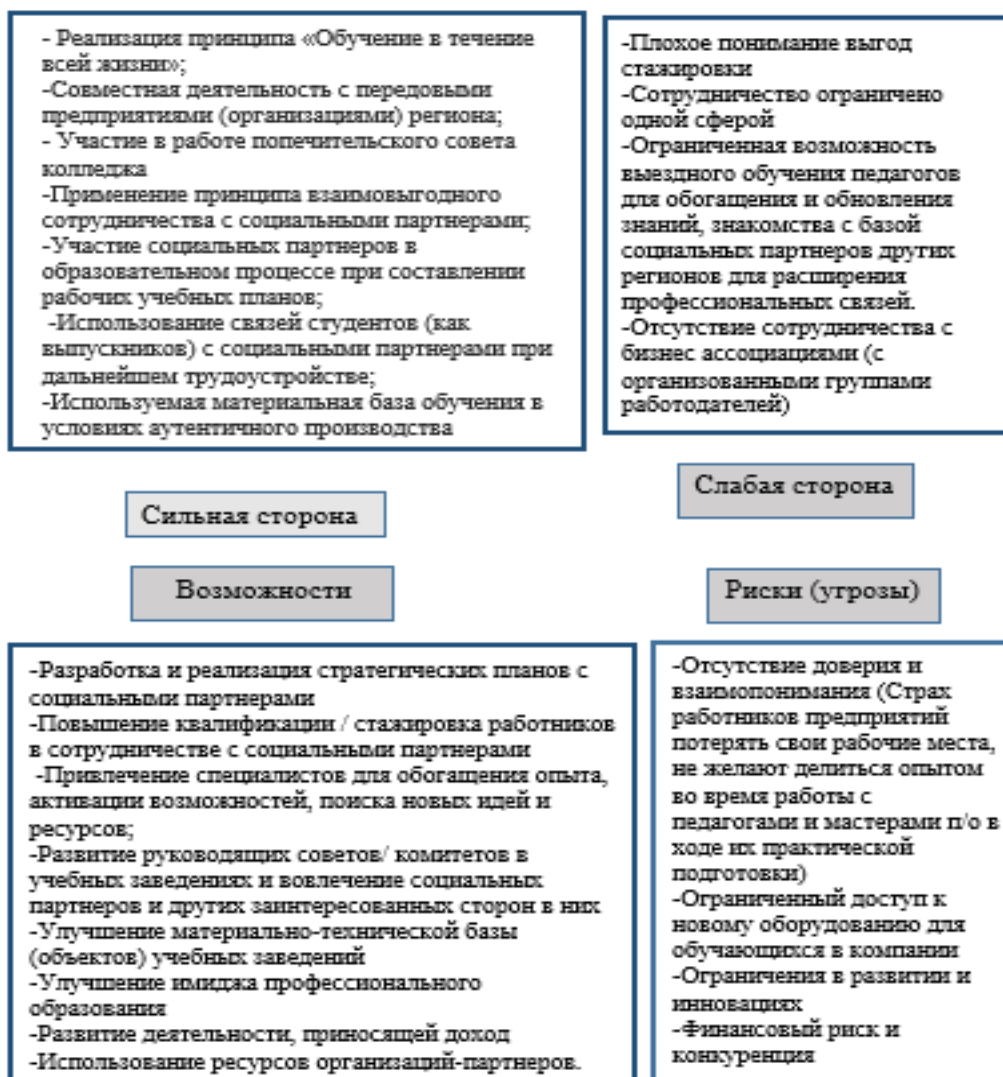 - Реализация принципа «Обучение в течение
всей жизни»;
-Совместная деятельность с передовыми
предприятиями (организациями) региона;
- Участие в работе попечительского совета
колледжа
-Применение принципа взаимовыгодного
сотрудничества с социальными партнерами;
-Участие социальных партнеров в
образовательном процессе при составлении
рабочих учебных планов;
-Использование связей студентов (как
выпускников) с социальными партнерами при
дальнейшем трудоустройстве;
-Используемая материальная база обучения в
условиях аутентичного производства
-Плохое понимание выгод
стажировки
-Сотрудничество ограничено
одной сферой
-Ограниченная возможность
выездного обучения педагогов
для обогащения и обновления
знаний, знакомства с базой
социальных партнеров других
регионов для расширения
профессиональных связей.
-Отсутствие сотрудничества с
бизнес ассоциациями (с
организованными группами
работодателей)
Сильная сторона
Слабая сторона
Возможности
Риски (угрозы)
-Разработка и реализация стратегических планов с
социальными партнерами
-Повышение квалификации / стажировка работников
в сотрудничестве с социальными партнерами
-Привлечение специалистов для обогащения опыта,
активации возможностей, поиска новых идей и
ресурсов;
-Развитие руководящих советов/ комитетов в
учебных заведениях и вовлечение социальных
партнеров и других заинтересованных сторон в них
-Улучшение материально-технической базы
(объектов) учебных заведений
-Улучшение имиджа профессионального
образования
-Развитие деятельности, приносящей доход
-Использование ресурсов организаций-партнеров.
-Отсутствие доверия и
взаимопонимания (Страх
работников предприятий
потерять свои рабочие места,
не желают делиться опытом
во время работы с
педагогами и мастерами п/о в
ходе их практической
подготовки)
-Ограниченный доступ к
новому оборудованию для
обучающихся в компании
-Ограничения в развитии и
инновациях
-Финансовый риск и
конкуренция